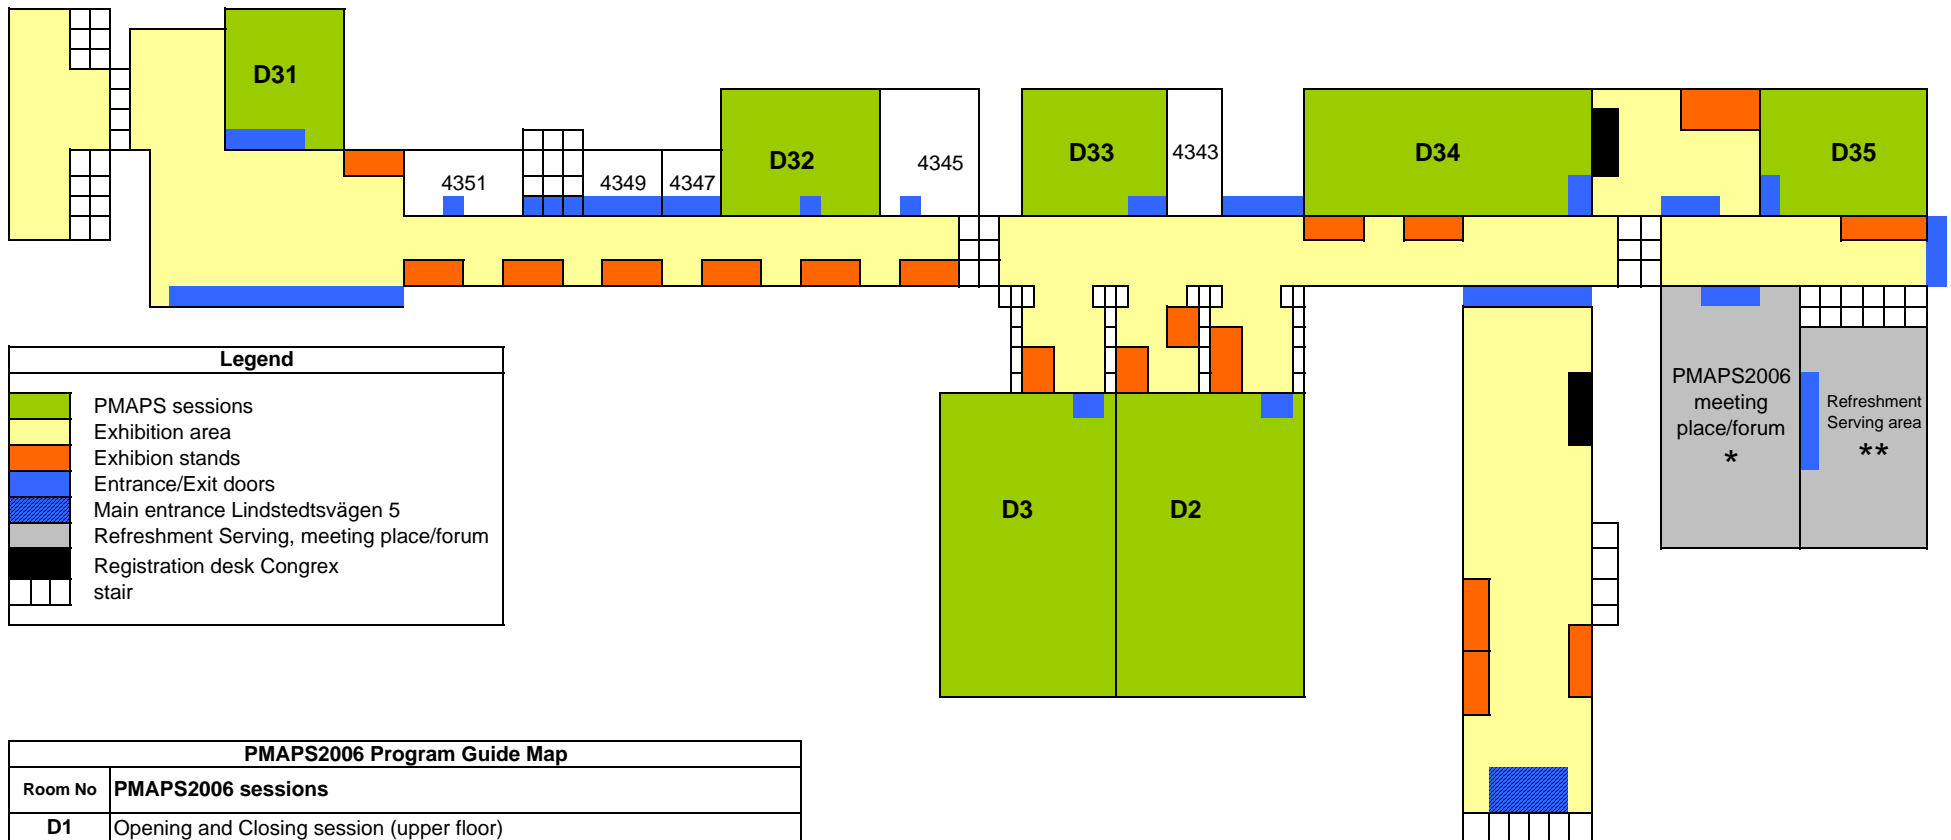 D31
D32
D33
D34
D35
4351
4349
4347
4345
4343
Legend
PMAPS sessions
Exhibition area
Exhibion stands
Entrance/Exit doors
Main entrance Lindstedtsvägen 5
Refreshment Serving, meeting place/forum
Registration desk Congrex
stair
D3
D2
PMAPS2006
meeting
place/forum
*
Refreshment
Serving area
**
PMAPS2006 Program Guide Map
Room No PMAPS2006 sessions
D1 Opening and Closing session (upper floor)